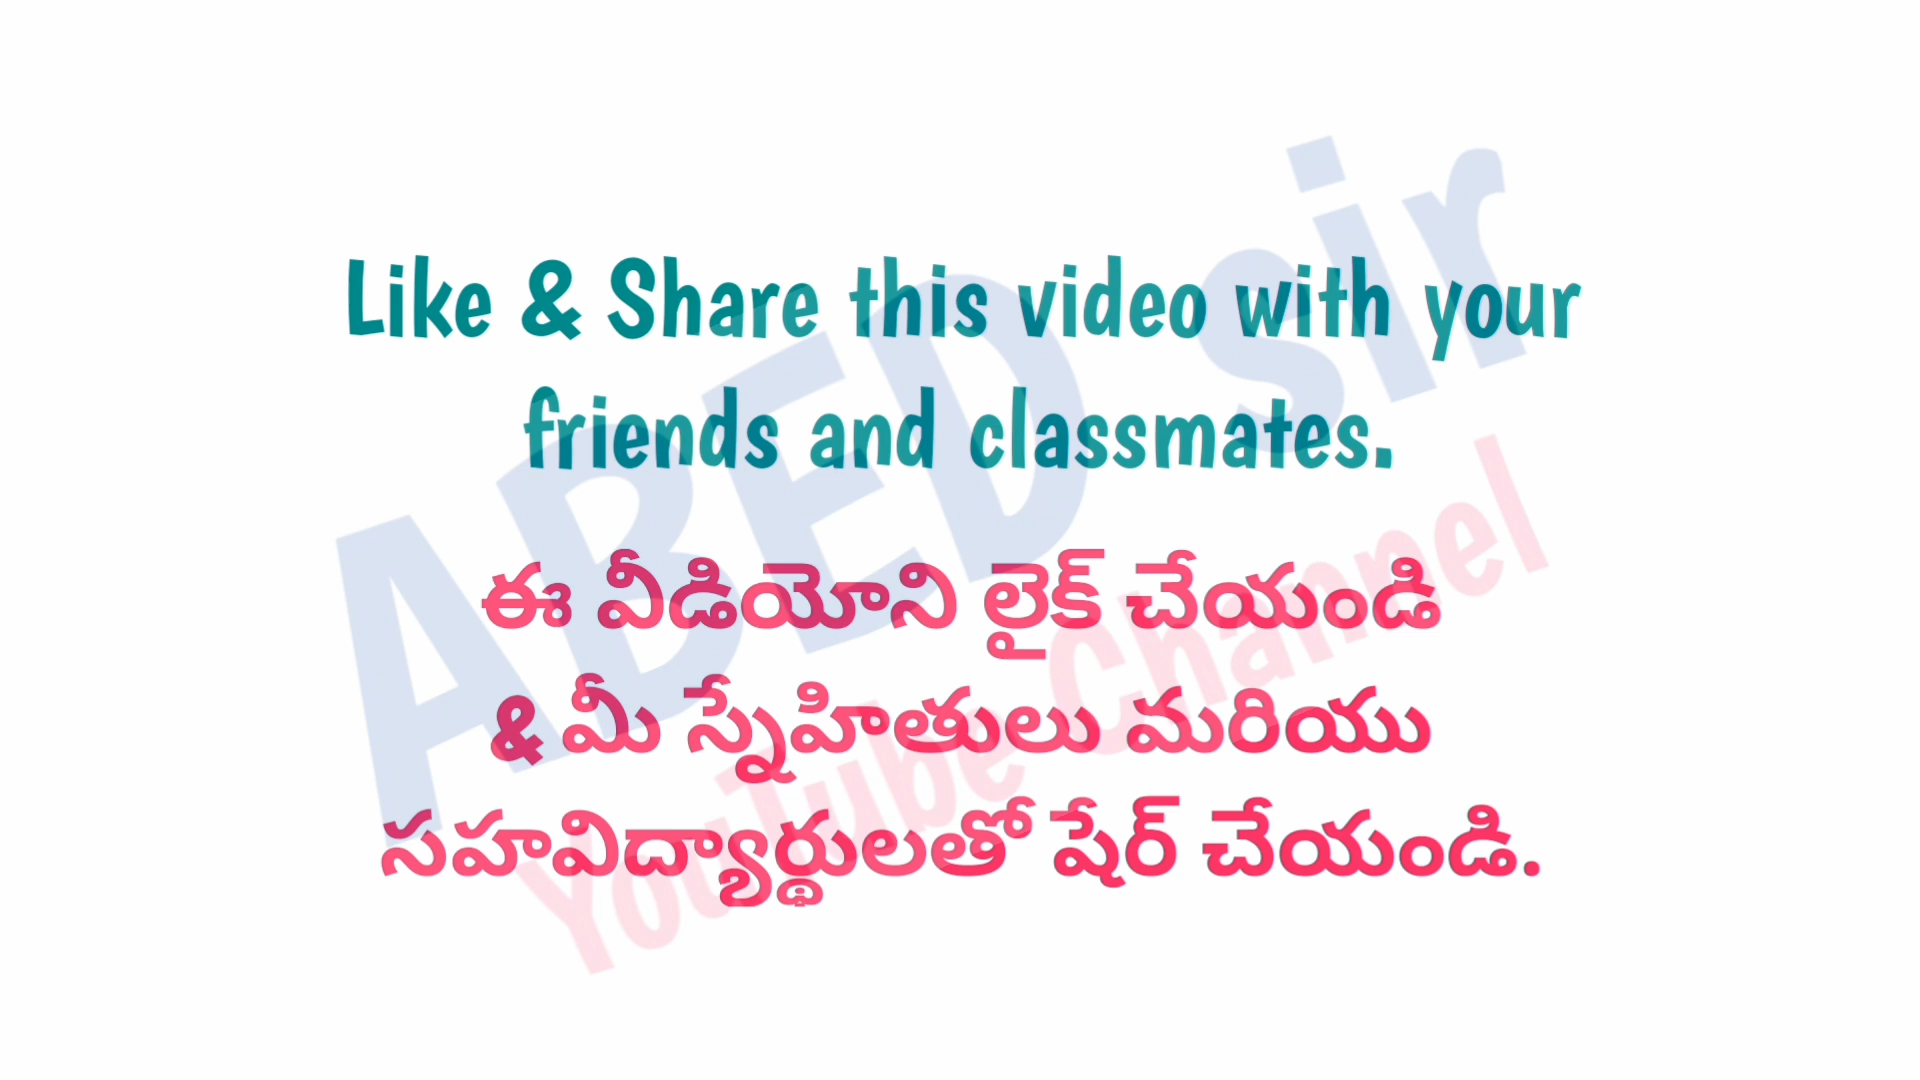 Like & Share this video with your
friends and classmates.
ఈ వీడియోని లైక్ చేయండి
& మీ స్నేహితులు మరియు
సహవిద్యార్థులతో షేర్ చేయండి.
ABED sir
YouTube Channel